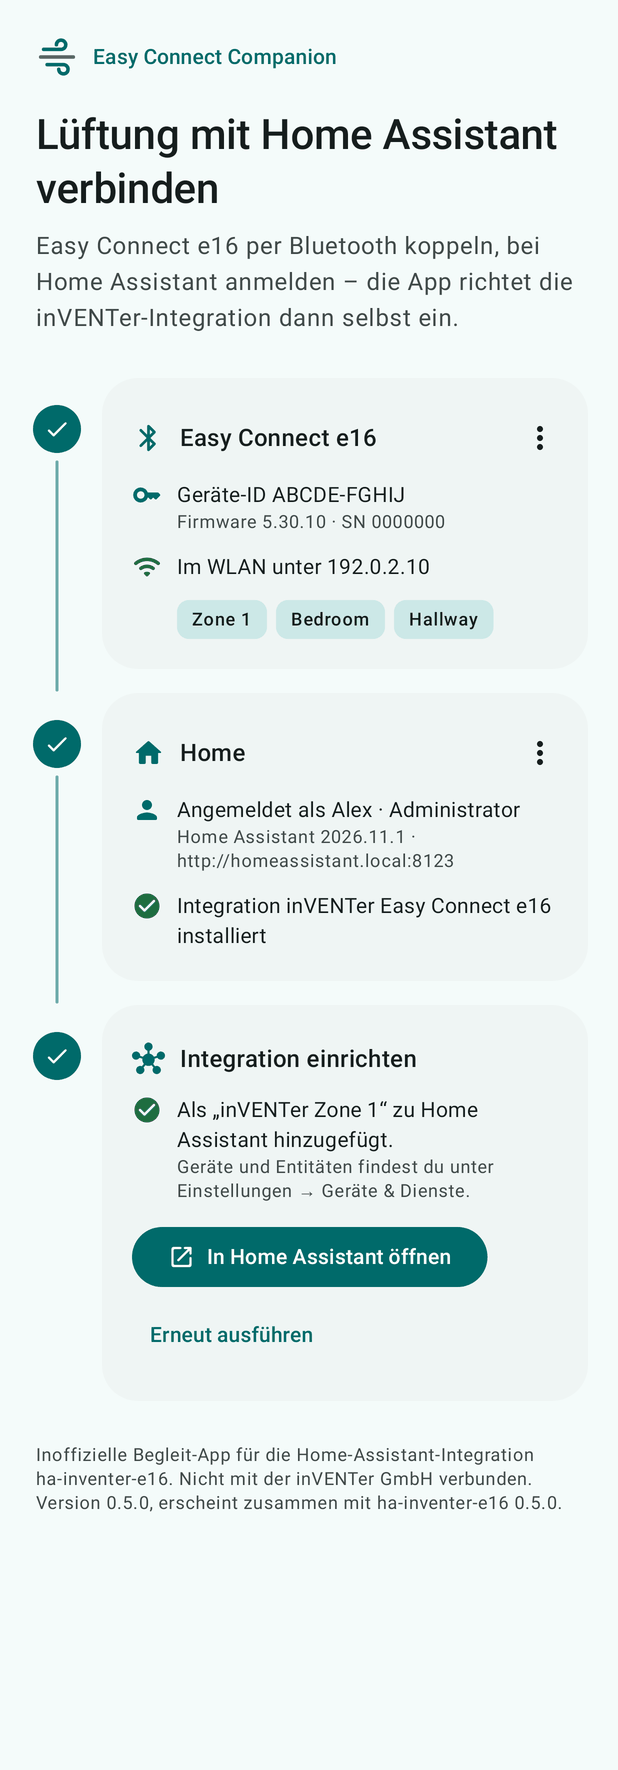 Easy Connect Companion
Lüftung mit Home Assistant
verbinden
Easy Connect e16 per Bluetooth koppeln, bei
Home Assistant anmelden – die App richtet die
inVENTer-Integration dann selbst ein.
Easy Connect e16
Geräte-ID ABCDE-FGHIJ
Firmware 5.30.10 · SN 0000000
Im WLAN unter 192.0.2.10
Zone 1 Bedroom Hallway
Home
Angemeldet als Alex · Administrator
Home Assistant 2026.11.1 ·
http://homeassistant.local:8123
Integration inVENTer Easy Connect e16
installiert
Integration einrichten
Als „inVENTer Zone 1“ zu Home
Assistant hinzugefügt.
Geräte und Entitäten findest du unter
Einstellungen → Geräte & Dienste.
In Home Assistant öffnen
Erneut ausführen
Inoffizielle Begleit-App für die Home-Assistant-Integration
ha-inventer-e16. Nicht mit der inVENTer GmbH verbunden.
Version 0.5.0, erscheint zusammen mit ha-inventer-e16 0.5.0.